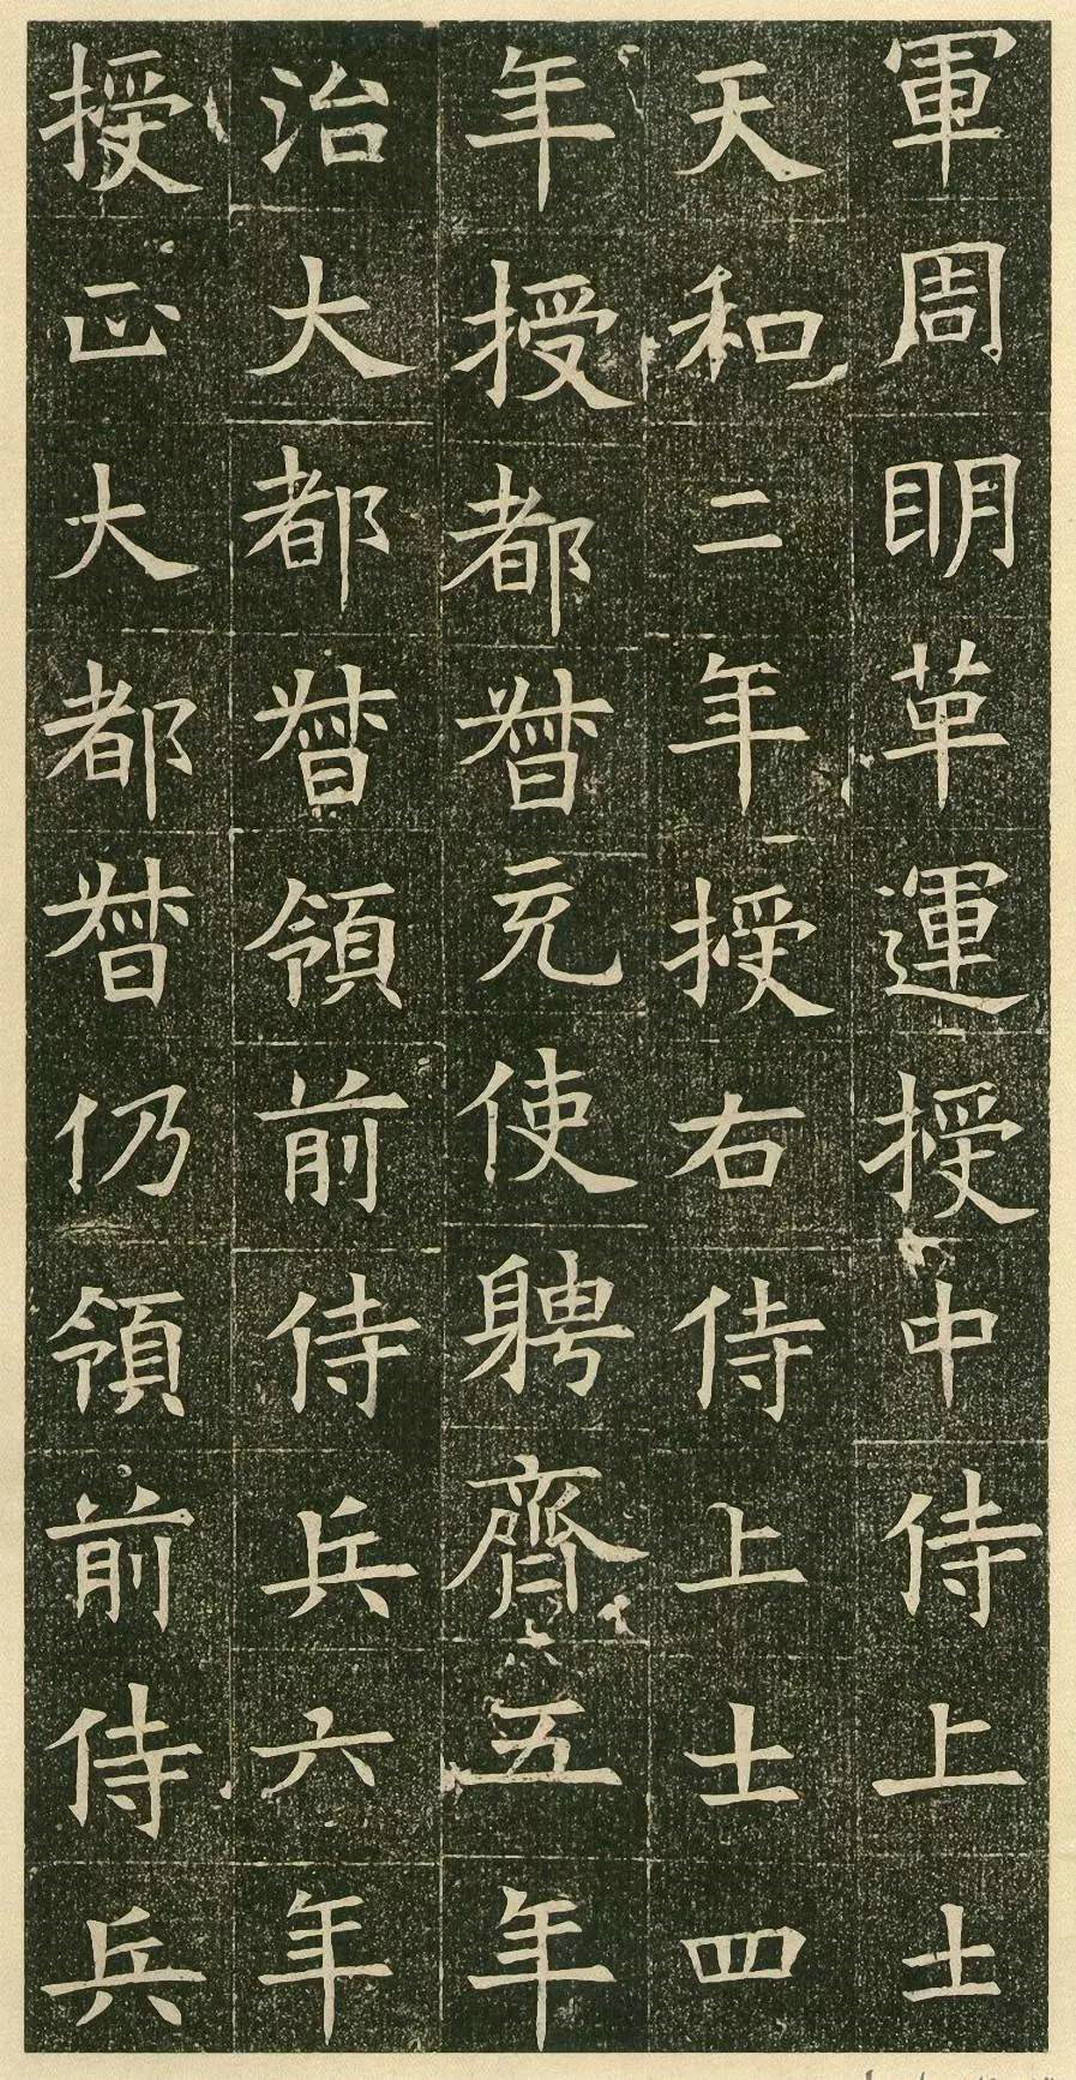 軍周明革運授中侍上士
天和二年授右侍上士四
年授都督充使聘齊五年
治大都督領前侍兵六年
授正大都督仍領前侍兵